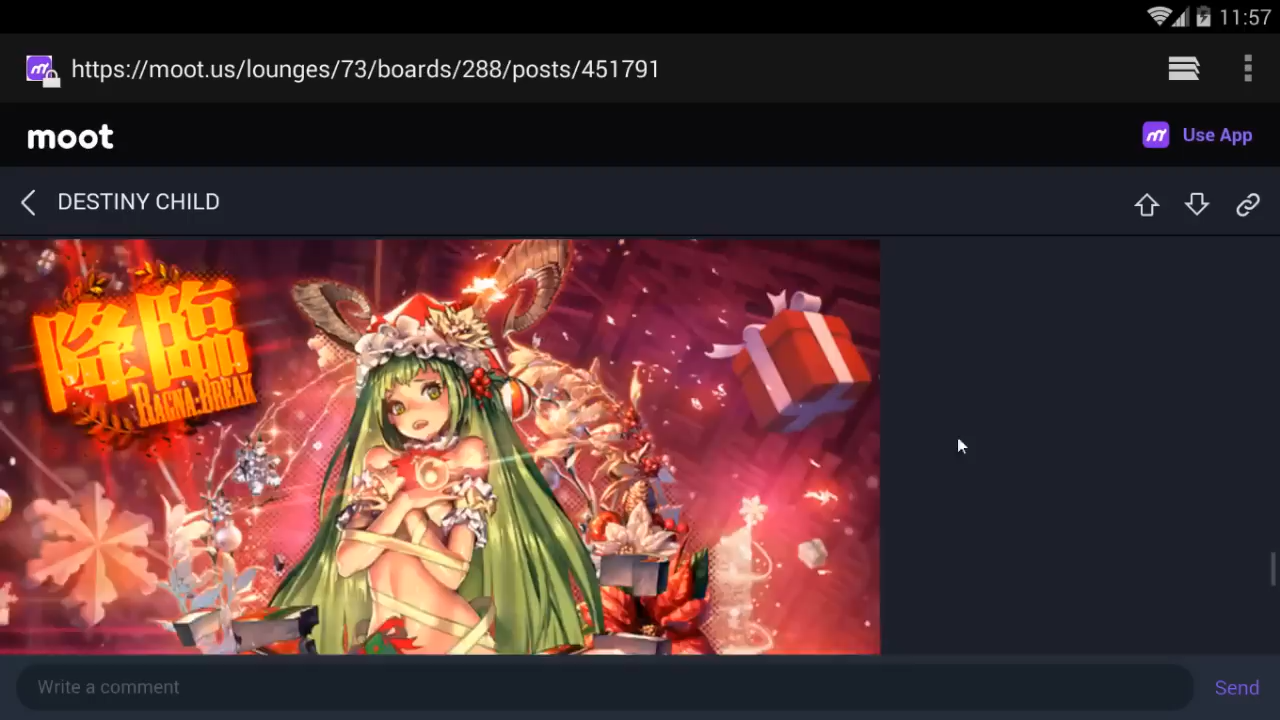 11:57
https://moot.us/lounges/73/boards/288/posts/451791
moot
Use App
DESTINY CHILD
降臨
RAGNA:BREAK
Write a comment
Send